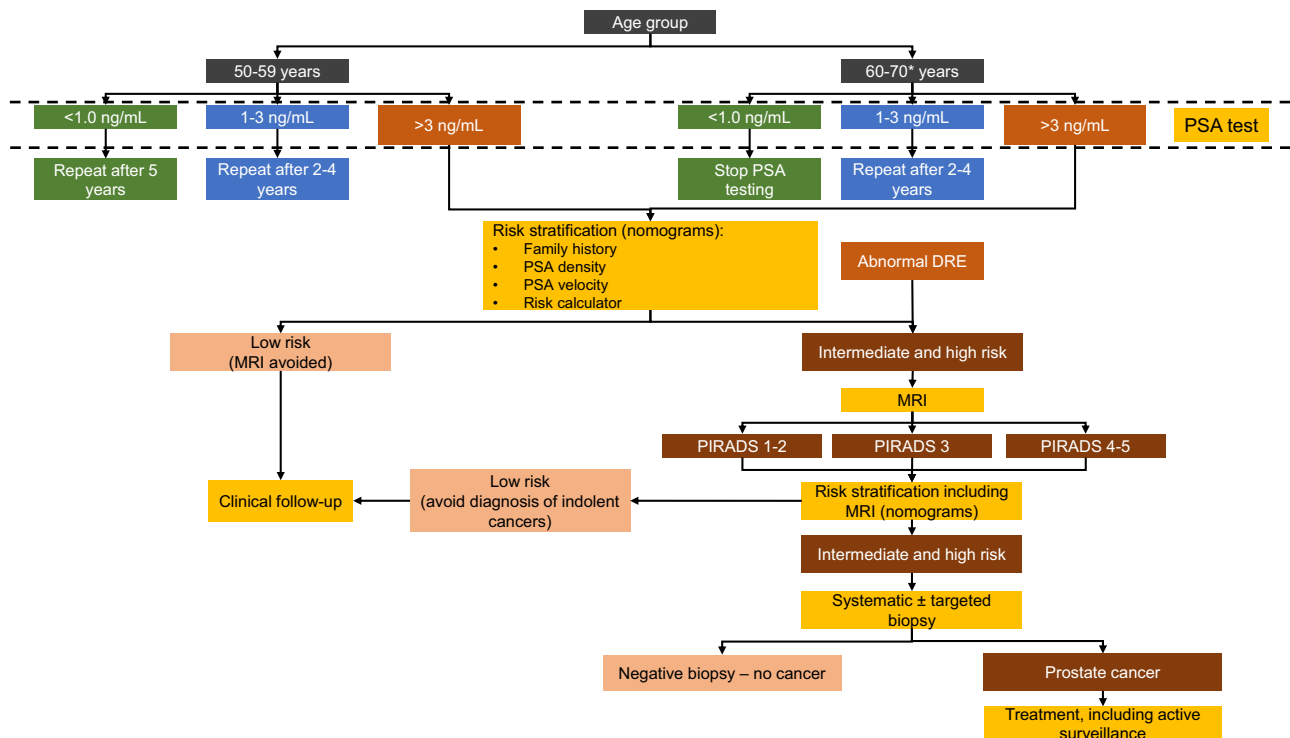 Age group
50-59 years
60-70* years
<1.0 ng/mL
1-3 ng/mL
>3 ng/mL
<1.0 ng/mL
1-3 ng/mL
>3 ng/mL
PSA test
Repeat after 5
years
Repeat after 2-4
years
Stop PSA
testing
Repeat after 2-4
years
Risk stratification (nomograms):
• Family history
• PSA density
• PSA velocity
• Risk calculator
Abnormal DRE
Low risk
(MRI avoided)
Intermediate and high risk
MRI
PIRADS 1-2
PIRADS 3
PIRADS 4-5
Clinical follow-up
Low risk
(avoid diagnosis of indolent
cancers)
Risk stratification including
MRI (nomograms)
Intermediate and high risk
Systematic ± targeted
biopsy
Negative biopsy – no cancer
Prostate cancer
Treatment, including active
surveillance